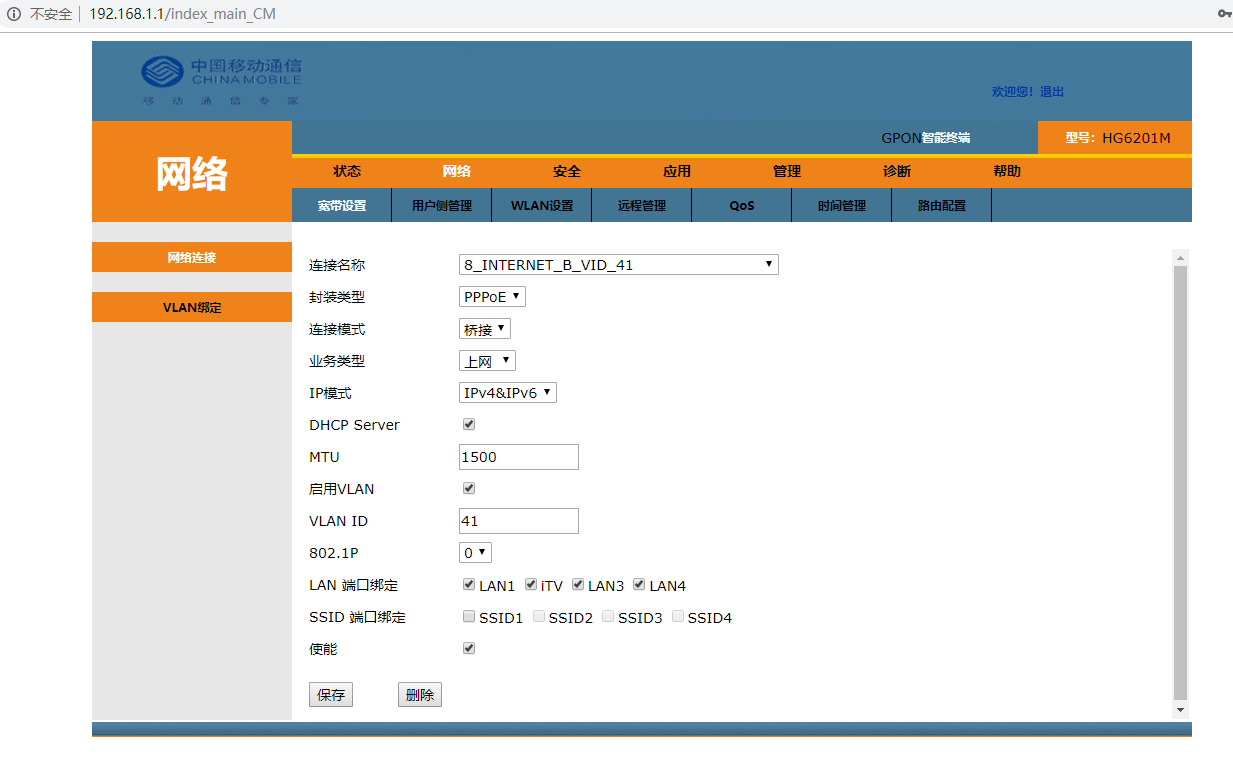 不安全 192.168.1.1/index_main_CM
中国移动通信
CHINA MOBILE
移动通信专家
欢迎您！ 退出
GPON智能终端 型号： HG6201M
网络
状态 网络 安全 应用 管理 诊断 帮助
宽带设置 用户侧管理 WLAN设置 远程管理 QoS 时间管理 路由配置
网络连接
VLAN绑定
连接名称 8_INTERNET_B_VID_41
封装类型 PPPoE
连接模式 桥接
业务类型 上网
IP模式 IPv4&IPv6
DHCP Server
MTU 1500
启用VLAN
VLAN ID 41
802.1P 0
LAN 端口绑定 LAN1 iTV LAN3 LAN4
SSID 端口绑定 SSID1 SSID2 SSID3 SSID4
使能
保存 删除